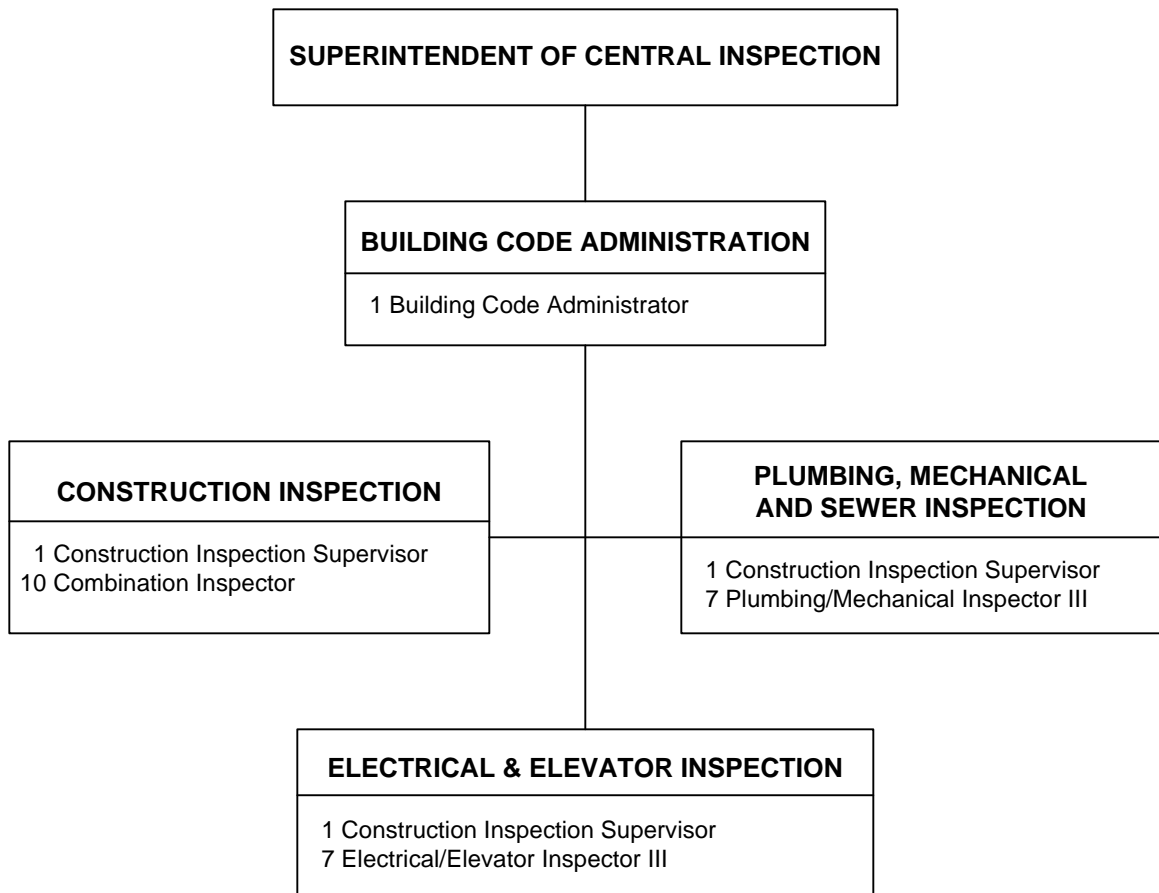 SUPERINTENDENT OF CENTRAL INSPECTION
BUILDING CODE ADMINISTRATION
1 Building Code Administrator
CONSTRUCTION INSPECTION
1 Construction Inspection Supervisor
10 Combination Inspector
PLUMBING, MECHANICAL
AND SEWER INSPECTION
1 Construction Inspection Supervisor
7 Plumbing/Mechanical Inspector III
ELECTRICAL & ELEVATOR INSPECTION
1 Construction Inspection Supervisor
7 Electrical/Elevator Inspector III